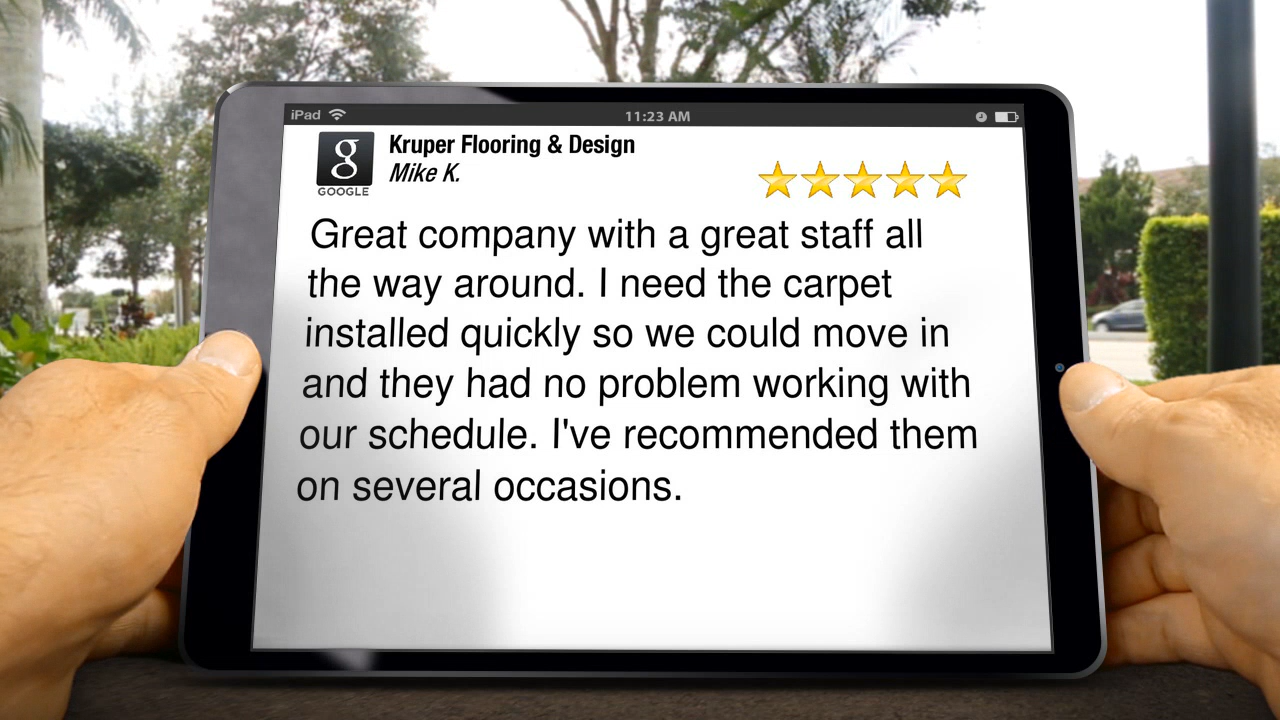 iPad 11:23 AM
g
GOOGLE
Kruper Flooring & Design
Mike K.
Great company with a great staff all
the way around. I need the carpet
installed quickly so we could move in
and they had no problem working with
our schedule. I've recommended them
on several occasions.